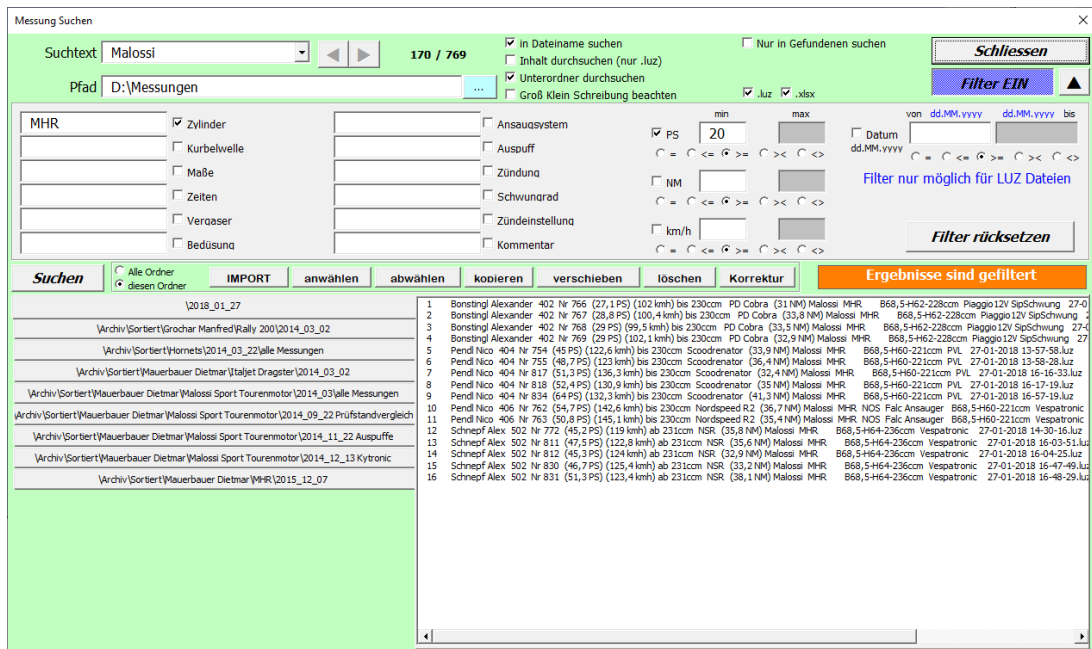 Messung Suchen
Suchtext Malossi 170 / 769
in Dateiname suchen
Inhalt durchsuchen (nur .luz)
Unterordner durchsuchen
Groß Klein Schreibung beachten
Nur in Gefundenen suchen
.luz .xlsx
Schliessen
Filter EIN
Pfad D:\Messungen ...
MHR Zylinder
Kurbelwelle
Maße
Zeiten
Vergaser
Bedüsung
Ansaugsystem
Auspuff
Zündung
Schwungrad
Zündeinstellung
Kommentar
min max
PS 20
= <= >= >< <>
NM
= <= >= >< <>
km/h
= <= >= >< <>
von dd.MM.yyyy dd.MM.yyyy bis
Datum
dd.MM.yyyy
= <= >= >< <>
Filter nur möglich für LUZ Dateien
Filter rücksetzen
Suchen
Alle Ordner
diesen Ordner
IMPORT anwählen abwählen kopieren verschieben löschen Korrektur
Ergebnisse sind gefiltert
\2018_01_27
\Archiv\Sortiert\Grochar Manfred\Rally 200\2014_03_02
\Archiv\Sortiert\Hornets\2014_03_22\alle Messungen
\Archiv\Sortiert\Mauerbauer Dietmar\Italjet Dragster\2014_03_02
\Archiv\Sortiert\Mauerbauer Dietmar\Malossi Sport Tourenmotor\2014_03\alle Messungen
\Archiv\Sortiert\Mauerbauer Dietmar\Malossi Sport Tourenmotor\2014_09_22 Prüfstandvergleich
\Archiv\Sortiert\Mauerbauer Dietmar\Malossi Sport Tourenmotor\2014_11_22 Auspuffe
\Archiv\Sortiert\Mauerbauer Dietmar\Malossi Sport Tourenmotor\2014_12_13 Kytronic
\Archiv\Sortiert\Mauerbauer Dietmar\MHR\2015_12_07
1 Bonstingl Alexander 402 Nr 766 (27,1 PS) (102 kmh) bis 230ccm PD Cobra (31 NM) Malossi MHR B68,5-H62-228ccm Piaggio12V SipSchwung 27-0
2 Bonstingl Alexander 402 Nr 767 (28,8 PS) (100,4 kmh) bis 230ccm PD Cobra (33,8 NM) Malossi MHR B68,5-H62-228ccm Piaggio12V SipSchwung 2
3 Bonstingl Alexander 402 Nr 768 (29 PS) (99,5 kmh) bis 230ccm PD Cobra (33,5 NM) Malossi MHR B68,5-H62-228ccm Piaggio12V SipSchwung 27-0
4 Bonstingl Alexander 402 Nr 769 (29 PS) (102,1 kmh) bis 230ccm PD Cobra (32,9 NM) Malossi MHR B68,5-H62-228ccm Piaggio12V SipSchwung 27
5 Pendl Nico 404 Nr 754 (45 PS) (122,6 kmh) bis 230ccm Scoodrenator (33,9 NM) Malossi MHR B68,5-H60-221ccm PVL 27-01-2018 13-57-58.luz
6 Pendl Nico 404 Nr 755 (48,7 PS) (123 kmh) bis 230ccm Scoodrenator (36,4 NM) Malossi MHR B68,5-H60-221ccm PVL 27-01-2018 13-58-28.luz
7 Pendl Nico 404 Nr 817 (51,3 PS) (136,3 kmh) bis 230ccm Scoodrenator (32,4 NM) Malossi MHR B68,5-H60-221ccm PVL 27-01-2018 16-16-33.luz
8 Pendl Nico 404 Nr 818 (52,4 PS) (130,9 kmh) bis 230ccm Scoodrenator (35 NM) Malossi MHR B68,5-H60-221ccm PVL 27-01-2018 16-17-19.luz
9 Pendl Nico 404 Nr 834 (64 PS) (132,3 kmh) bis 230ccm Scoodrenator (41,3 NM) Malossi MHR B68,5-H60-221ccm PVL 27-01-2018 16-57-19.luz
10 Pendl Nico 406 Nr 762 (54,7 PS) (142,6 kmh) bis 230ccm Nordspeed R2 (36,7 NM) Malossi MHR NOS Falc Ansauger B68,5-H60-221ccm Vespatronic
11 Pendl Nico 406 Nr 763 (50,8 PS) (145,1 kmh) bis 230ccm Nordspeed R2 (35,4 NM) Malossi MHR NOS Falc Ansauger B68,5-H60-221ccm Vespatronic
12 Schnepf Alex 502 Nr 772 (45,2 PS) (119 kmh) ab 231ccm NSR (35,8 NM) Malossi MHR B68,5-H64-236ccm Vespatronic 27-01-2018 14-30-16.luz
13 Schnepf Alex 502 Nr 811 (47,5 PS) (122,8 kmh) ab 231ccm NSR (35,6 NM) Malossi MHR B68,5-H64-236ccm Vespatronic 27-01-2018 16-03-51.luz
14 Schnepf Alex 502 Nr 812 (45,3 PS) (124 kmh) ab 231ccm NSR (32,9 NM) Malossi MHR B68,5-H64-236ccm Vespatronic 27-01-2018 16-04-25.luz
15 Schnepf Alex 502 Nr 830 (46,7 PS) (125,4 kmh) ab 231ccm NSR (33,2 NM) Malossi MHR B68,5-H64-236ccm Vespatronic 27-01-2018 16-47-49.luz
16 Schnepf Alex 502 Nr 831 (51,3 PS) (123,4 kmh) ab 231ccm NSR (38,1 NM) Malossi MHR B68,5-H64-236ccm Vespatronic 27-01-2018 16-48-29.luz